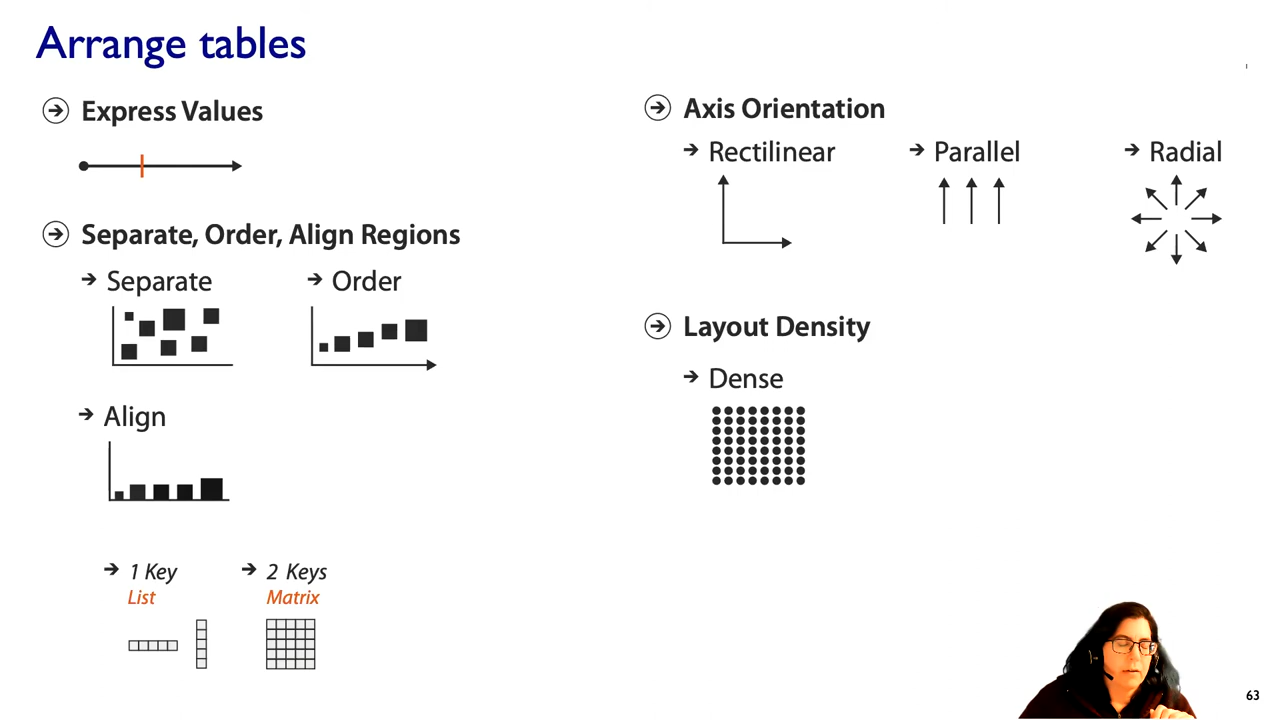 Arrange tables
Express Values
Separate, Order, Align Regions
Separate
Order
Align
1 Key
List
2 Keys
Matrix
Axis Orientation
Rectilinear
Parallel
Radial
Layout Density
Dense
63